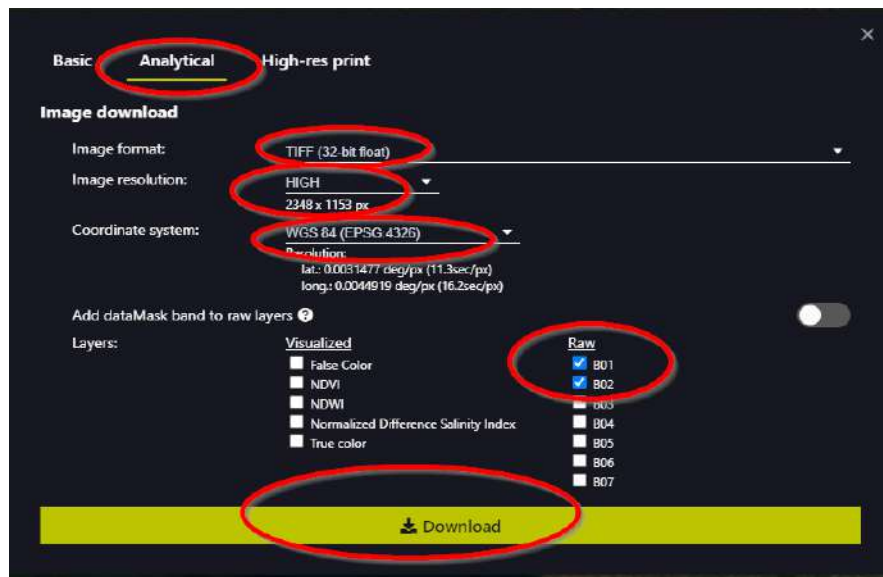 Basic Analytical High-res print
Image download
Image format: TIFF (32-bit float)
Image resolution: HIGH
2348 x 1153 px
Coordinate system: WGS 84 (EPSG 4326)
Resolution:
lat.: 0.0031477 deg/px (11.3sec/px)
long.: 0.0044919 deg/px (16.2sec/px)
Add dataMask band to raw layers
Layers: Visualized Raw
False Color B01
NDVI B02
NDWI B03
Normalized Difference Salinity Index B04
True color B05
B06
B07
Download